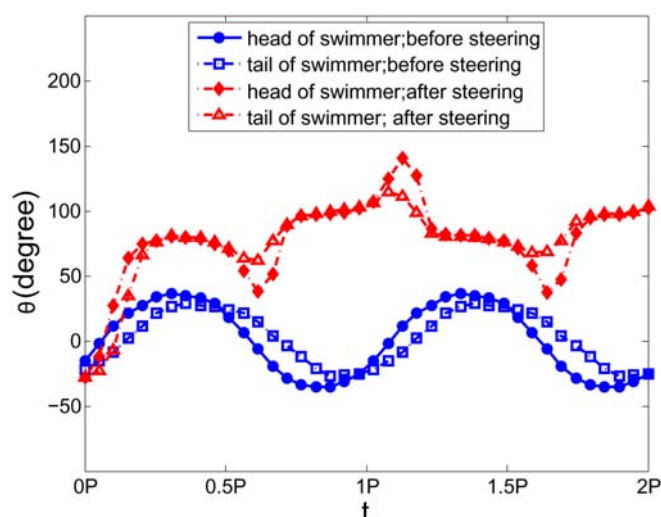 head of swimmer;before steering
tail of swimmer;before steering
head of swimmer;after steering
tail of swimmer; after steering
200
150
100
50
0
−50
θ(degree)
0P 0.5P 1P 1.5P 2P
t